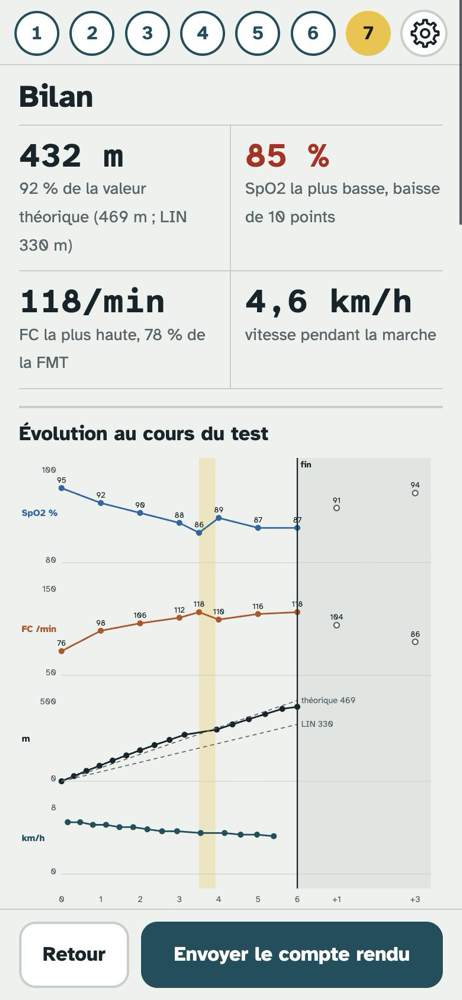 1 2 3 4 5 6 7
Bilan
432 m
92 % de la valeur
théorique (469 m ; LIN
330 m)
85 %
SpO2 la plus basse, baisse
de 10 points
118/min
FC la plus haute, 78 % de
la FMT
4,6 km/h
vitesse pendant la marche
Évolution au cours du test
fin
100
SpO2 %
80
95 92 90 88 86 89 87 87 91 94
150
FC /min
50
76 98 106 112 118 110 116 118 104 86
500
m
0
théorique 469
LIN 330
8
km/h
0
0 1 2 3 4 5 6 +1 +3
Retour
Envoyer le compte rendu